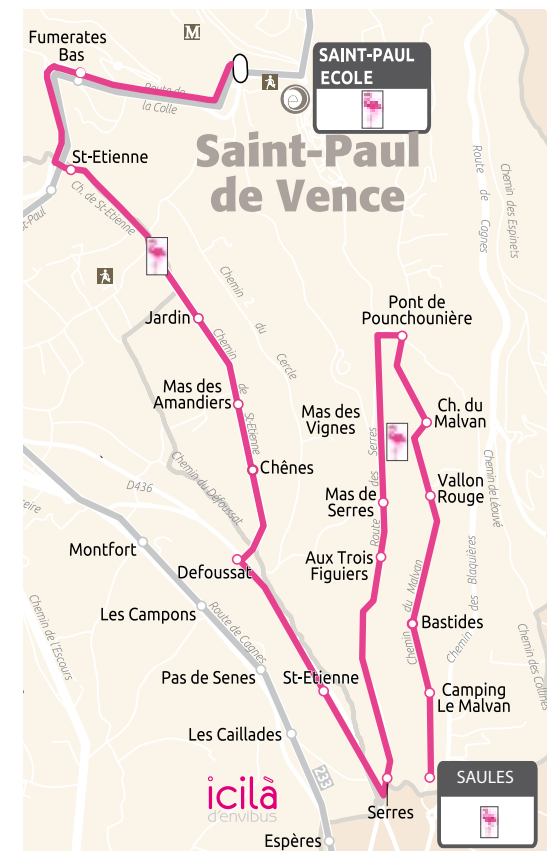 Fumerates
Bas
M
SAINT-PAUL
ECOLE
Route de
la Colle
e
Saint-Paul
de Vence
St-Etienne
Ch. de St-Etienne
t-Paul
Route de Cagnes
Chemin des Espinets
Chemin du Cercle
Pont de
Pounchounière
Jardin
Chemin de St-Etienne
Mas des
Amandiers
Mas des
Vignes
Ch. du
Malvan
Route des Serres
Chênes
Chemin du Défoussat
Chemin de Léouvé
D436
Vallon
Rouge
Mas de
Serres
Montfort
Defoussat
Aux Trois
Figuiers
Chemin des Blaquières
Chemin du Malvan
Les Campons
Route de Cagnes
Chemin de l'Escours
Bastides
Chemin des Collines
Pas de Senes
St-Etienne
Camping
Le Malvan
Les Caillades
233
icilà
d'envibus
SAULES
Serres
Espères